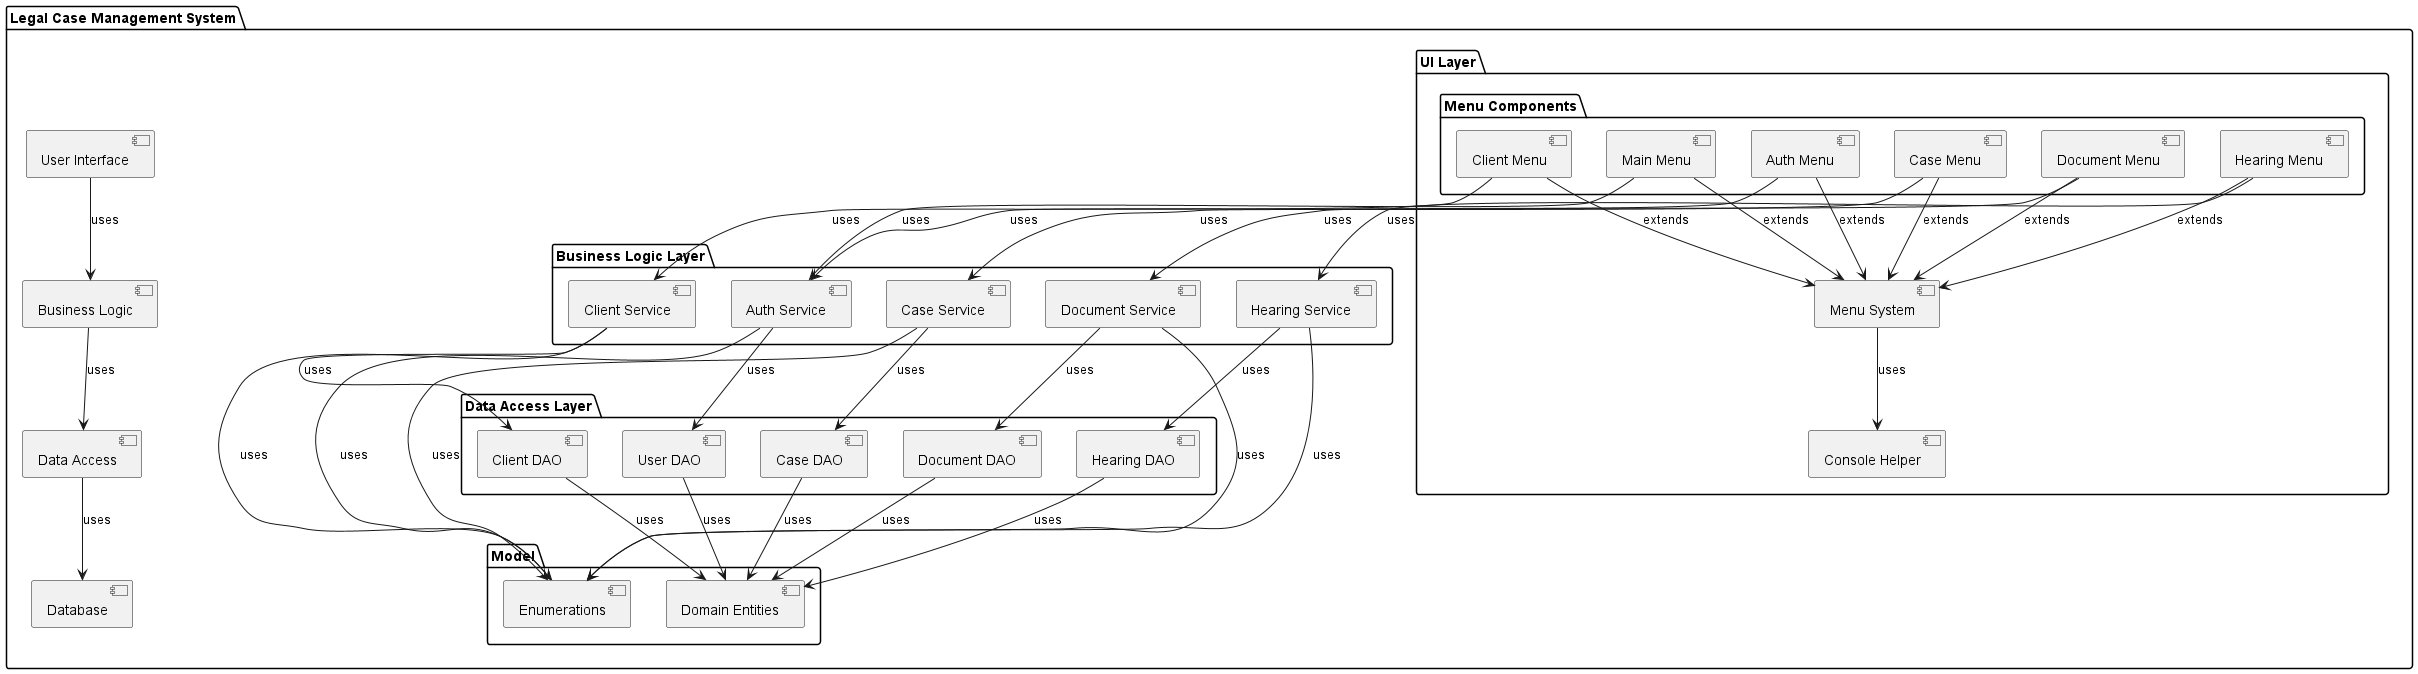 Legal Case Management System
UI Layer
Menu Components
User Interface
Client Menu
Main Menu
Auth Menu
Case Menu
Document Menu
Hearing Menu
uses
uses
uses
uses
uses
uses
uses
extends
extends
extends
extends
extends
extends
Business Logic Layer
Business Logic
Client Service
Auth Service
Case Service
Document Service
Hearing Service
Menu System
uses
uses
uses
uses
uses
uses
uses
Data Access Layer
Data Access
Client DAO
User DAO
Case DAO
Document DAO
Hearing DAO
Console Helper
uses
uses
uses
uses
uses
uses
uses
uses
uses
uses
uses
Model
Database
Enumerations
Domain Entities